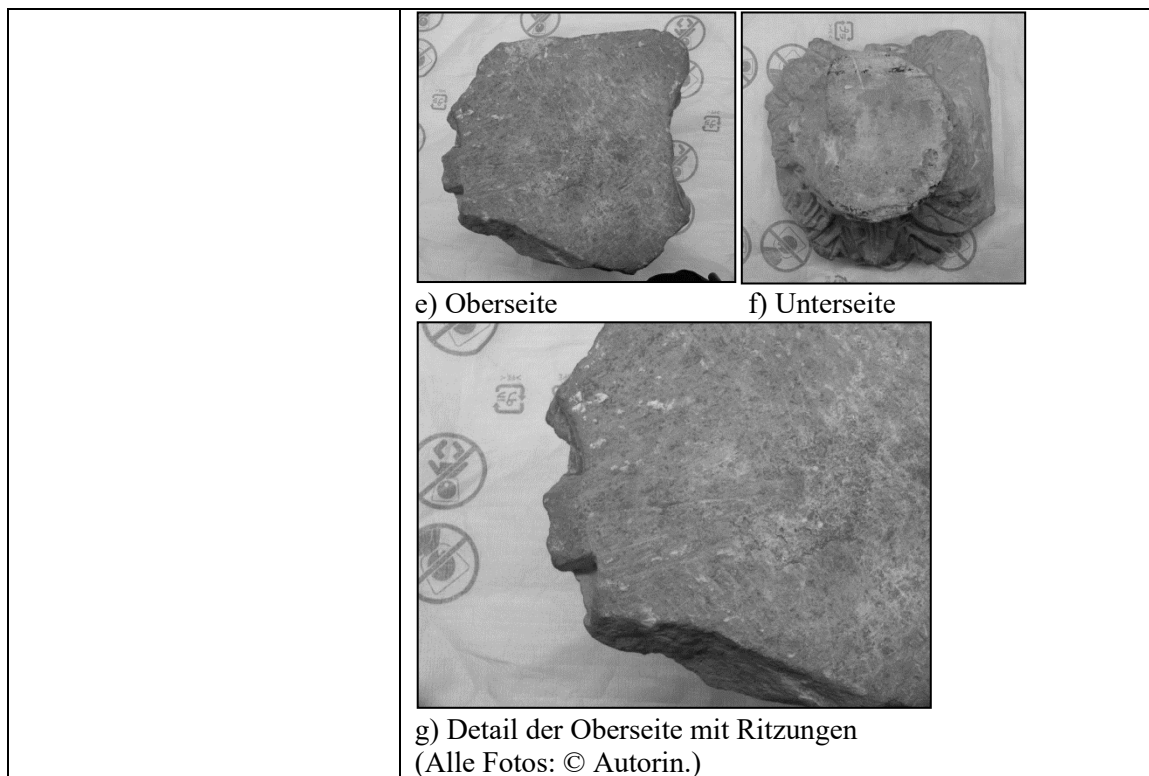 e) Oberseite
f) Unterseite
g) Detail der Oberseite mit Ritzungen
(Alle Fotos: © Autorin.)